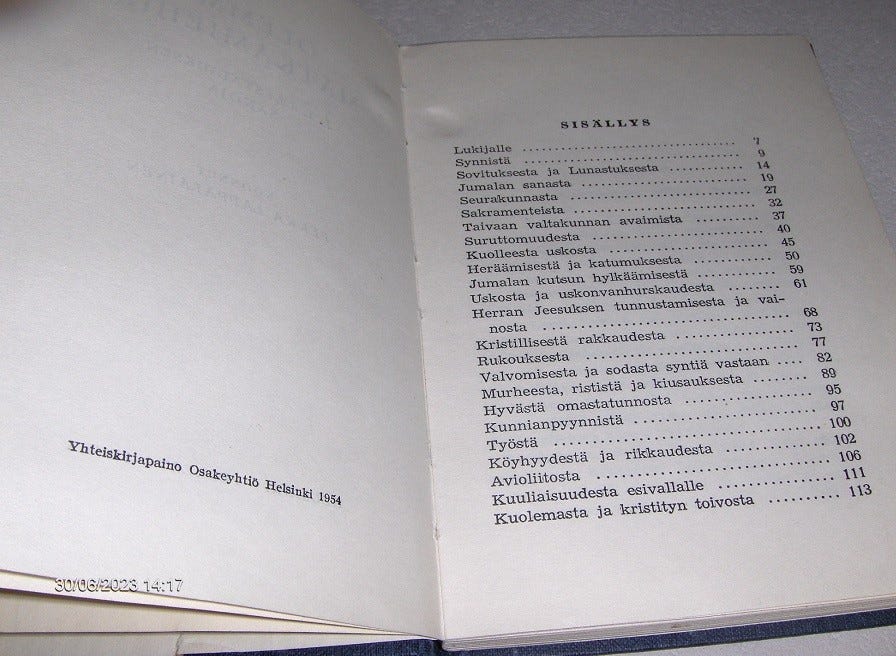 Yhteiskirjapaino Osakeyhtiö Helsinki 1954
30/06/2023 14:17
SISÄLLYS
Lukijalle .............................. 7
Synnistä .............................. 9
Sovituksesta ja Lunastuksesta ............ 14
Jumalan sanasta ........................ 19
Seurakunnasta .......................... 27
Sakramenteista .......................... 32
Taivaan valtakunnan avaimista .......... 37
Suruttomuudesta ........................ 40
Kuolleesta uskosta ...................... 45
Heräämisestä ja katumuksesta ............ 50
Jumalan kutsun hylkäämisestä ............ 59
Uskosta ja uskonvanhurskaudesta ........ 61
Herran Jeesuksen tunnustamisesta ja vai-
nosta .................................. 68
Kristillisestä rakkaudesta ................ 73
Rukouksesta ............................ 77
Valvomisesta ja sodasta syntiä vastaan .... 82
Murheesta, rististä ja kiusauksesta ........ 89
Hyvästä omastatunnosta ................ 95
Kunnianpyynnistä ...................... 97
Työstä .................................. 100
Köyhyydestä ja rikkaudesta .............. 102
Avioliitosta .............................. 106
Kuuliaisuudesta esivallalle .............. 111
Kuolemasta ja kristityn toivosta .......... 113